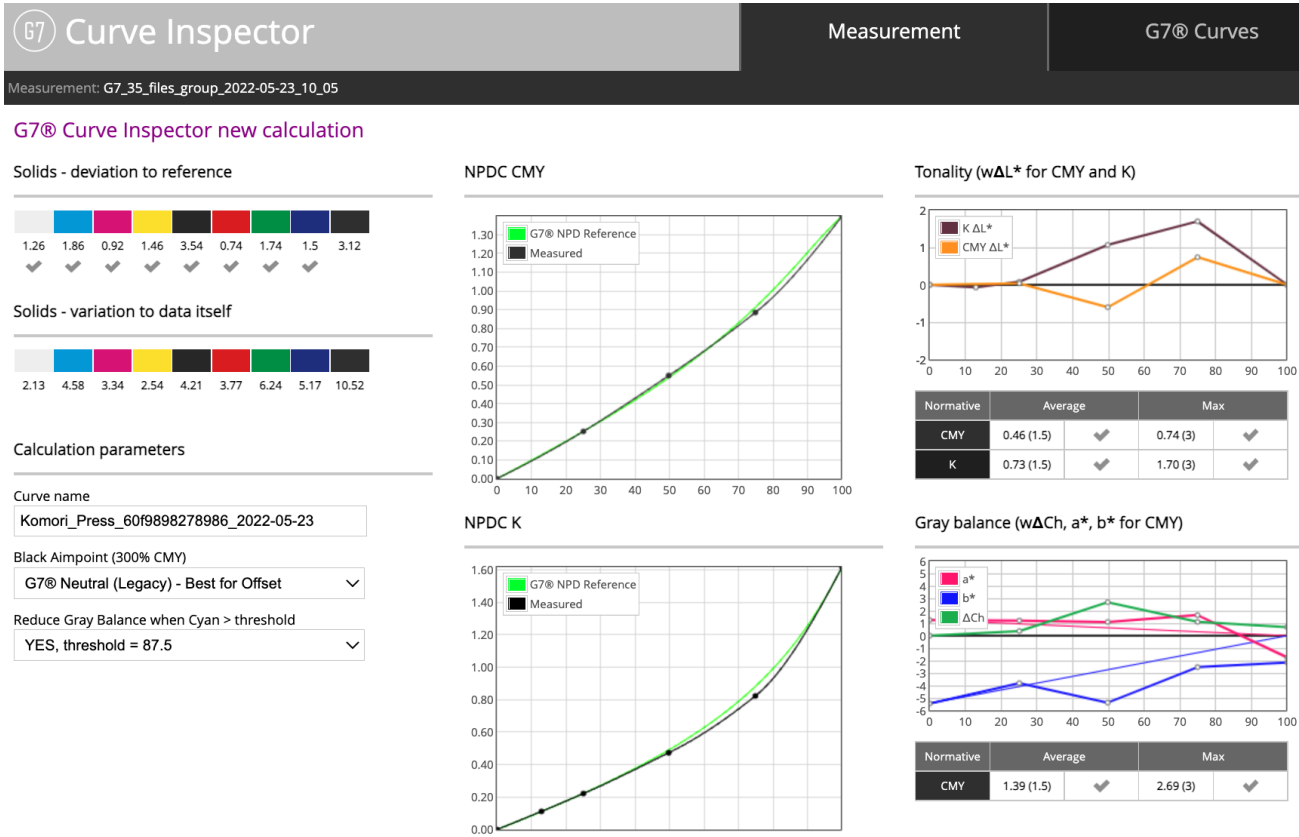 G7 Curve Inspector
Measurement
G7® Curves
Measurement: G7_35_files_group_2022-05-23_10_05
G7® Curve Inspector new calculation
Solids - deviation to reference
1.26 1.86 0.92 1.46 3.54 0.74 1.74 1.5 3.12
Solids - variation to data itself
2.13 4.58 3.34 2.54 4.21 3.77 6.24 5.17 10.52
Calculation parameters
Curve name
Komori_Press_60f9898278986_2022-05-23
Black Aimpoint (300% CMY)
G7® Neutral (Legacy) - Best for Offset
Reduce Gray Balance when Cyan > threshold
YES, threshold = 87.5
NPDC CMY
G7® NPD Reference
Measured
1.30
1.20
1.10
1.00
0.90
0.80
0.70
0.60
0.50
0.40
0.30
0.20
0.10
0.00
0 10 20 30 40 50 60 70 80 90 100
NPDC K
G7® NPD Reference
Measured
1.60
1.40
1.20
1.00
0.80
0.60
0.40
0.20
0.00
Tonality (wΔL* for CMY and K)
K ΔL*
CMY ΔL*
2
1
0
-1
-2
0 10 20 30 40 50 60 70 80 90 100
Normative Average Max
CMY 0.46 (1.5) 0.74 (3)
K 0.73 (1.5) 1.70 (3)
Gray balance (wΔCh, a*, b* for CMY)
a*
b*
ΔCh
6
5
4
3
2
1
0
-1
-2
-3
-4
-5
-6
0 10 20 30 40 50 60 70 80 90 100
Normative Average Max
CMY 1.39 (1.5) 2.69 (3)